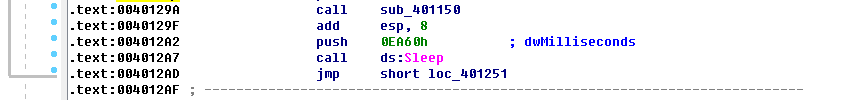 .text:0040129A call sub_401150
.text:0040129F add esp, 8
.text:004012A2 push 0EA60h ; dwMilliseconds
.text:004012A7 call ds:Sleep
.text:004012AD jmp short loc_401251
.text:004012AF ; ---------------------------------------------------------------------------